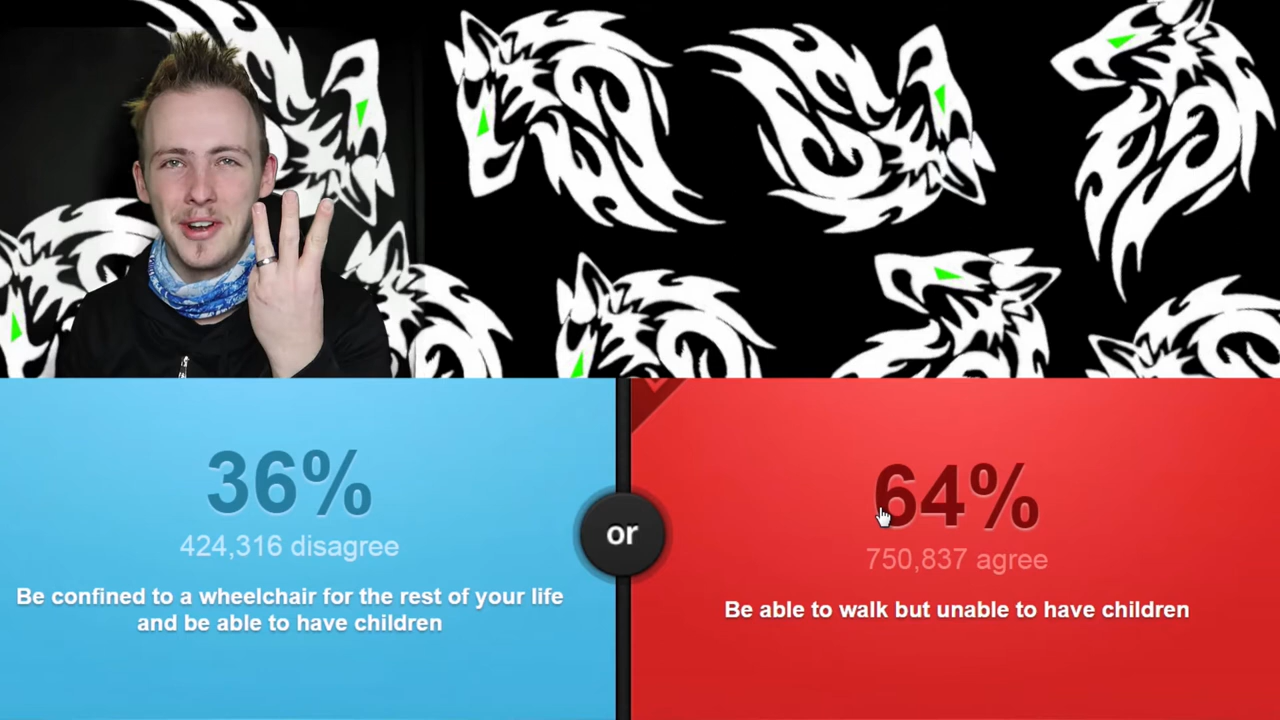 36%
424,316 disagree
Be confined to a wheelchair for the rest of your life
and be able to have children
or
64%
750,837 agree
Be able to walk but unable to have children